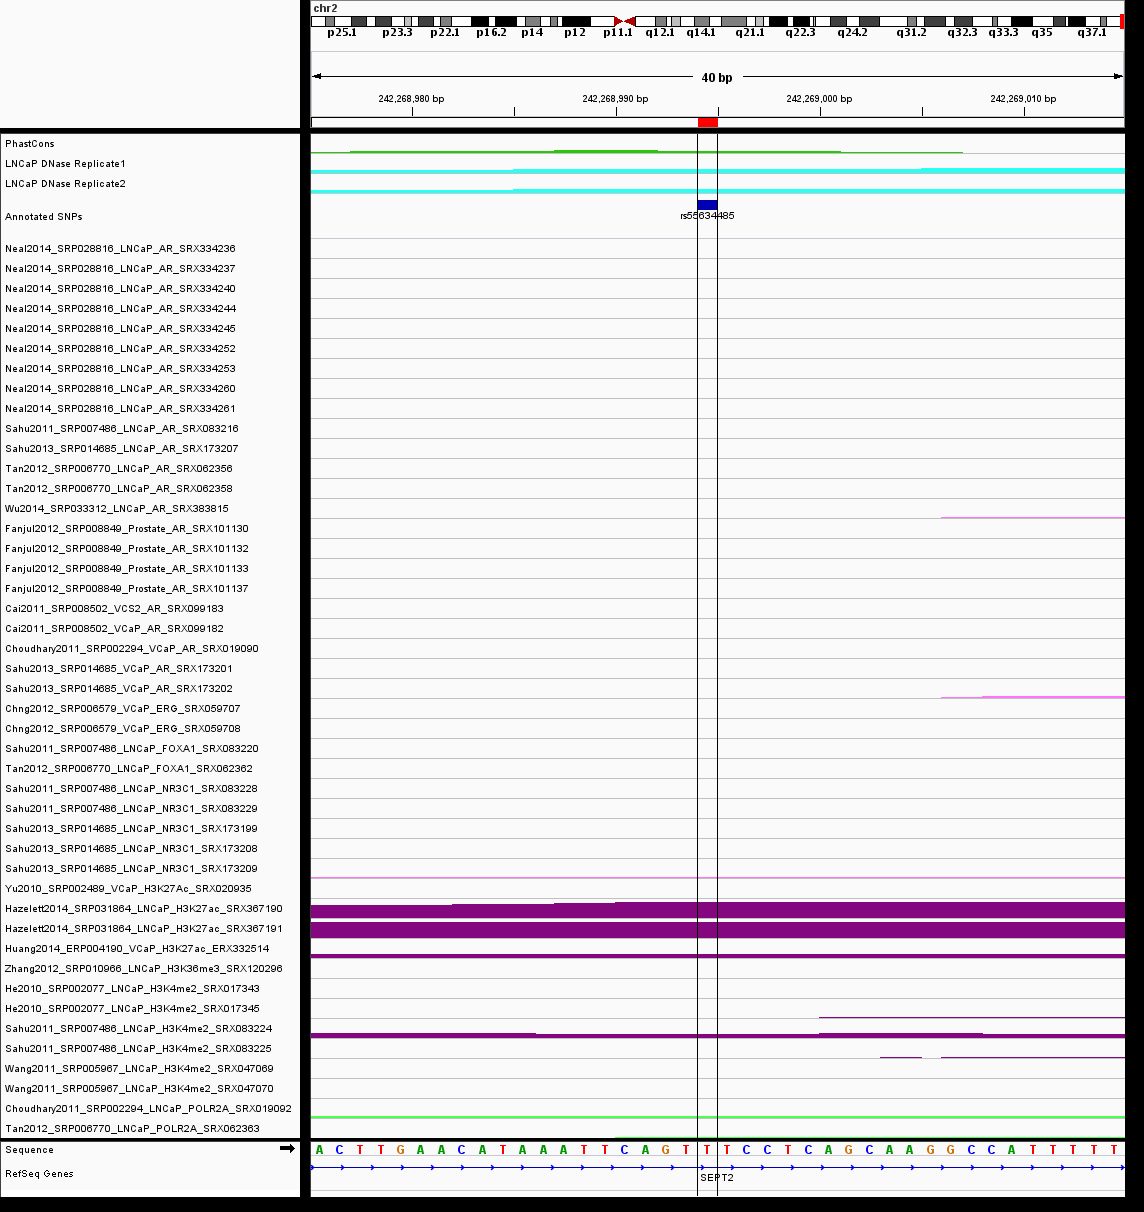 chr2
p25.1 p23.3 p22.1 p16.2 p14 p12 p11.1 q12.1 q14.1 q21.1 q22.3 q24.2 q31.2 q32.3 q33.3 q35 q37.1
40 bp
242,268,980 bp 242,268,990 bp 242,269,000 bp 242,269,010 bp
PhastCons
LNCaP DNase Replicate1
LNCaP DNase Replicate2
Annotated SNPs rs55634485
Neal2014_SRP028816_LNCaP_AR_SRX334236
Neal2014_SRP028816_LNCaP_AR_SRX334237
Neal2014_SRP028816_LNCaP_AR_SRX334240
Neal2014_SRP028816_LNCaP_AR_SRX334244
Neal2014_SRP028816_LNCaP_AR_SRX334245
Neal2014_SRP028816_LNCaP_AR_SRX334252
Neal2014_SRP028816_LNCaP_AR_SRX334253
Neal2014_SRP028816_LNCaP_AR_SRX334260
Neal2014_SRP028816_LNCaP_AR_SRX334261
Sahu2011_SRP007486_LNCaP_AR_SRX083216
Sahu2013_SRP014685_LNCaP_AR_SRX173207
Tan2012_SRP006770_LNCaP_AR_SRX062356
Tan2012_SRP006770_LNCaP_AR_SRX062358
Wu2014_SRP033312_LNCaP_AR_SRX383815
Fanjul2012_SRP008849_Prostate_AR_SRX101130
Fanjul2012_SRP008849_Prostate_AR_SRX101132
Fanjul2012_SRP008849_Prostate_AR_SRX101133
Fanjul2012_SRP008849_Prostate_AR_SRX101137
Cai2011_SRP008502_VCS2_AR_SRX099183
Cai2011_SRP008502_VCaP_AR_SRX099182
Choudhary2011_SRP002294_VCaP_AR_SRX019090
Sahu2013_SRP014685_VCaP_AR_SRX173201
Sahu2013_SRP014685_VCaP_AR_SRX173202
Chng2012_SRP006579_VCaP_ERG_SRX059707
Chng2012_SRP006579_VCaP_ERG_SRX059708
Sahu2011_SRP007486_LNCaP_FOXA1_SRX083220
Tan2012_SRP006770_LNCaP_FOXA1_SRX062362
Sahu2011_SRP007486_LNCaP_NR3C1_SRX083228
Sahu2011_SRP007486_LNCaP_NR3C1_SRX083229
Sahu2013_SRP014685_LNCaP_NR3C1_SRX173199
Sahu2013_SRP014685_LNCaP_NR3C1_SRX173208
Sahu2013_SRP014685_LNCaP_NR3C1_SRX173209
Yu2010_SRP002489_VCaP_H3K27Ac_SRX020935
Hazelett2014_SRP031864_LNCaP_H3K27ac_SRX367190
Hazelett2014_SRP031864_LNCaP_H3K27ac_SRX367191
Huang2014_ERP004190_VCaP_H3K27ac_ERX332514
Zhang2012_SRP010966_LNCaP_H3K36me3_SRX120296
He2010_SRP002077_LNCaP_H3K4me2_SRX017343
He2010_SRP002077_LNCaP_H3K4me2_SRX017345
Sahu2011_SRP007486_LNCaP_H3K4me2_SRX083224
Sahu2011_SRP007486_LNCaP_H3K4me2_SRX083225
Wang2011_SRP005967_LNCaP_H3K4me2_SRX047069
Wang2011_SRP005967_LNCaP_H3K4me2_SRX047070
Choudhary2011_SRP002294_LNCaP_POLR2A_SRX019092
Tan2012_SRP006770_LNCaP_POLR2A_SRX062363
Sequence A C T T G A A C A T A A A T T C A G T T T C C T C A G C A A G G C C A T T T T T
RefSeq Genes SEPT2